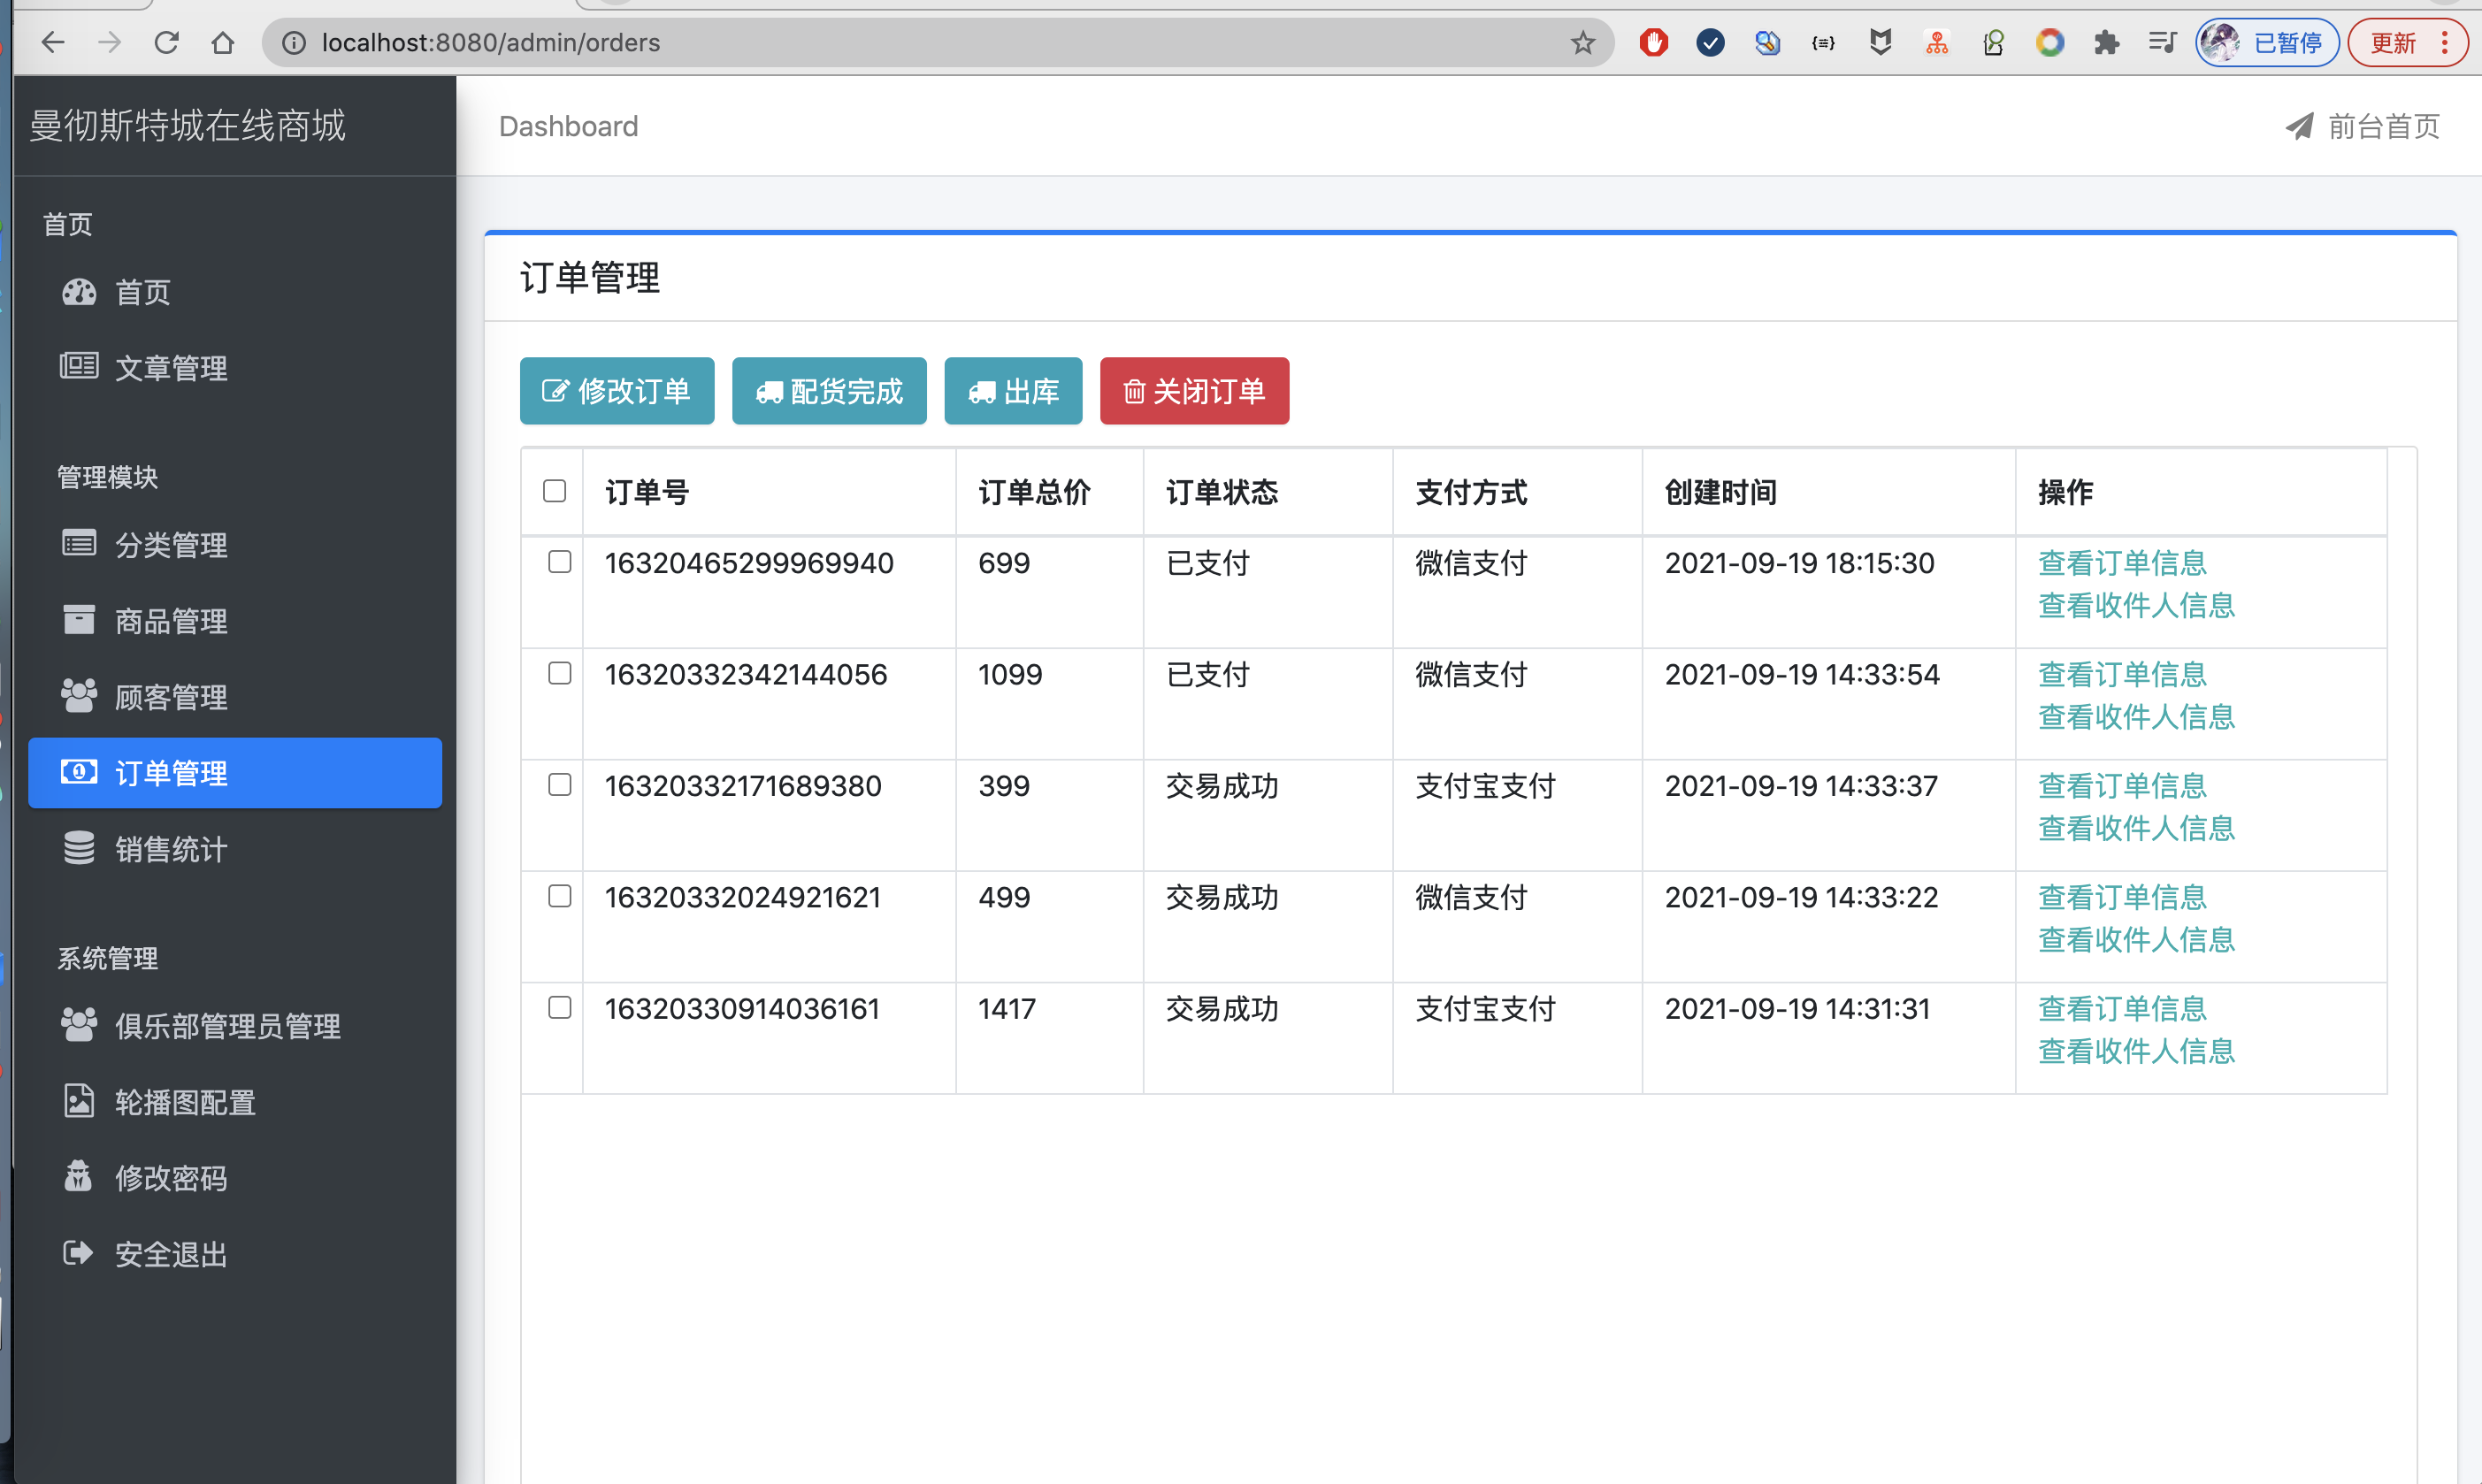 localhost:8080/admin/orders
已暂停
更新
曼彻斯特城在线商城
Dashboard
前台首页
首页
首页
文章管理
管理模块
分类管理
商品管理
顾客管理
订单管理
销售统计
系统管理
俱乐部管理员管理
轮播图配置
修改密码
安全退出
订单管理
修改订单 配货完成 出库 关闭订单
订单号 订单总价 订单状态 支付方式 创建时间 操作
16320465299969940 699 已支付 微信支付 2021-09-19 18:15:30 查看订单信息
查看收件人信息
16320332342144056 1099 已支付 微信支付 2021-09-19 14:33:54 查看订单信息
查看收件人信息
16320332171689380 399 交易成功 支付宝支付 2021-09-19 14:33:37 查看订单信息
查看收件人信息
16320332024921621 499 交易成功 微信支付 2021-09-19 14:33:22 查看订单信息
查看收件人信息
16320330914036161 1417 交易成功 支付宝支付 2021-09-19 14:31:31 查看订单信息
查看收件人信息